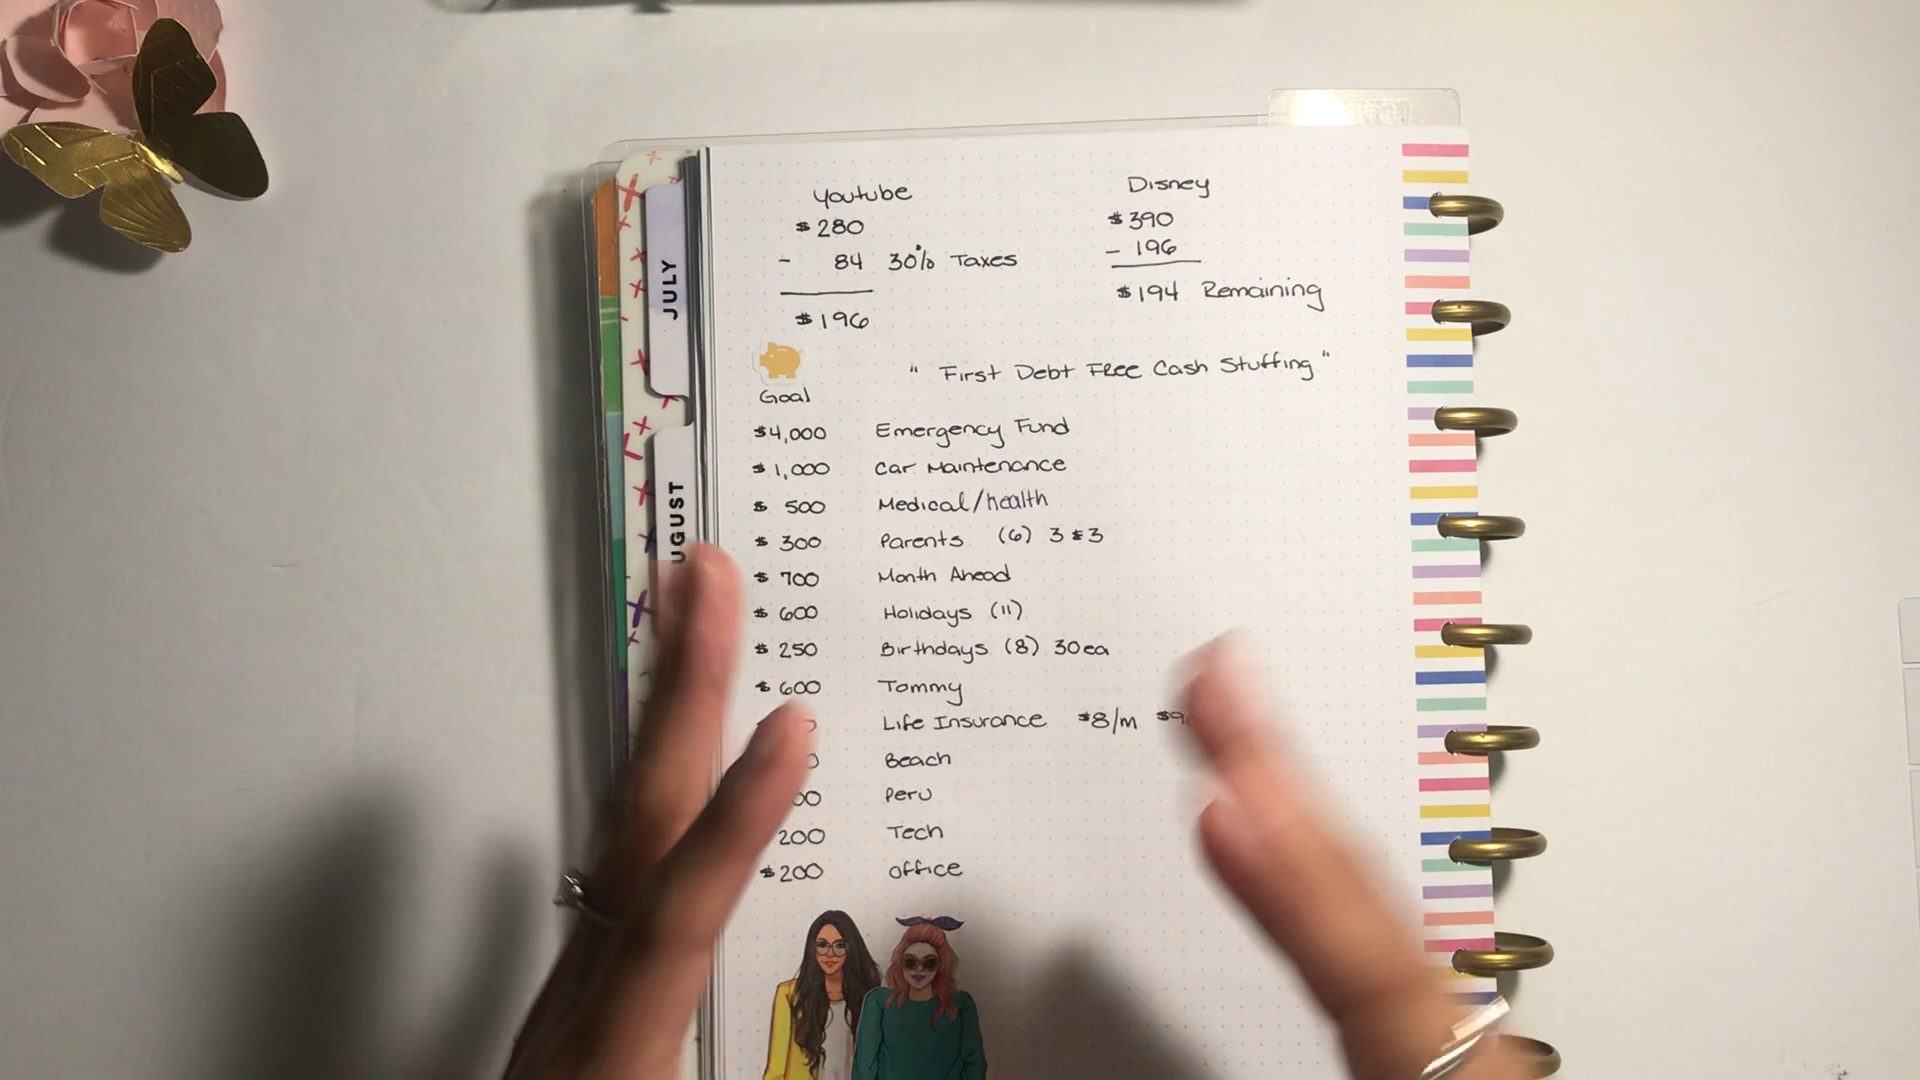 Youtube
$280
- 84 30% Taxes
$196
Disney
$390
- 196
$194 Remaining
" First Debt Free Cash Stuffing "
Goal
$4,000 Emergency Fund
$1,000 Car Maintenance
$ 500 Medical/health
$ 300 Parents (6) 3 $ 3
$ 700 Month Ahead
$ 600 Holidays (11)
$ 250 Birthdays (8) 30ea
$ 600 Tommy
Life Insurance $8/m
Beach
Peru
200 Tech
$200 office
JULY